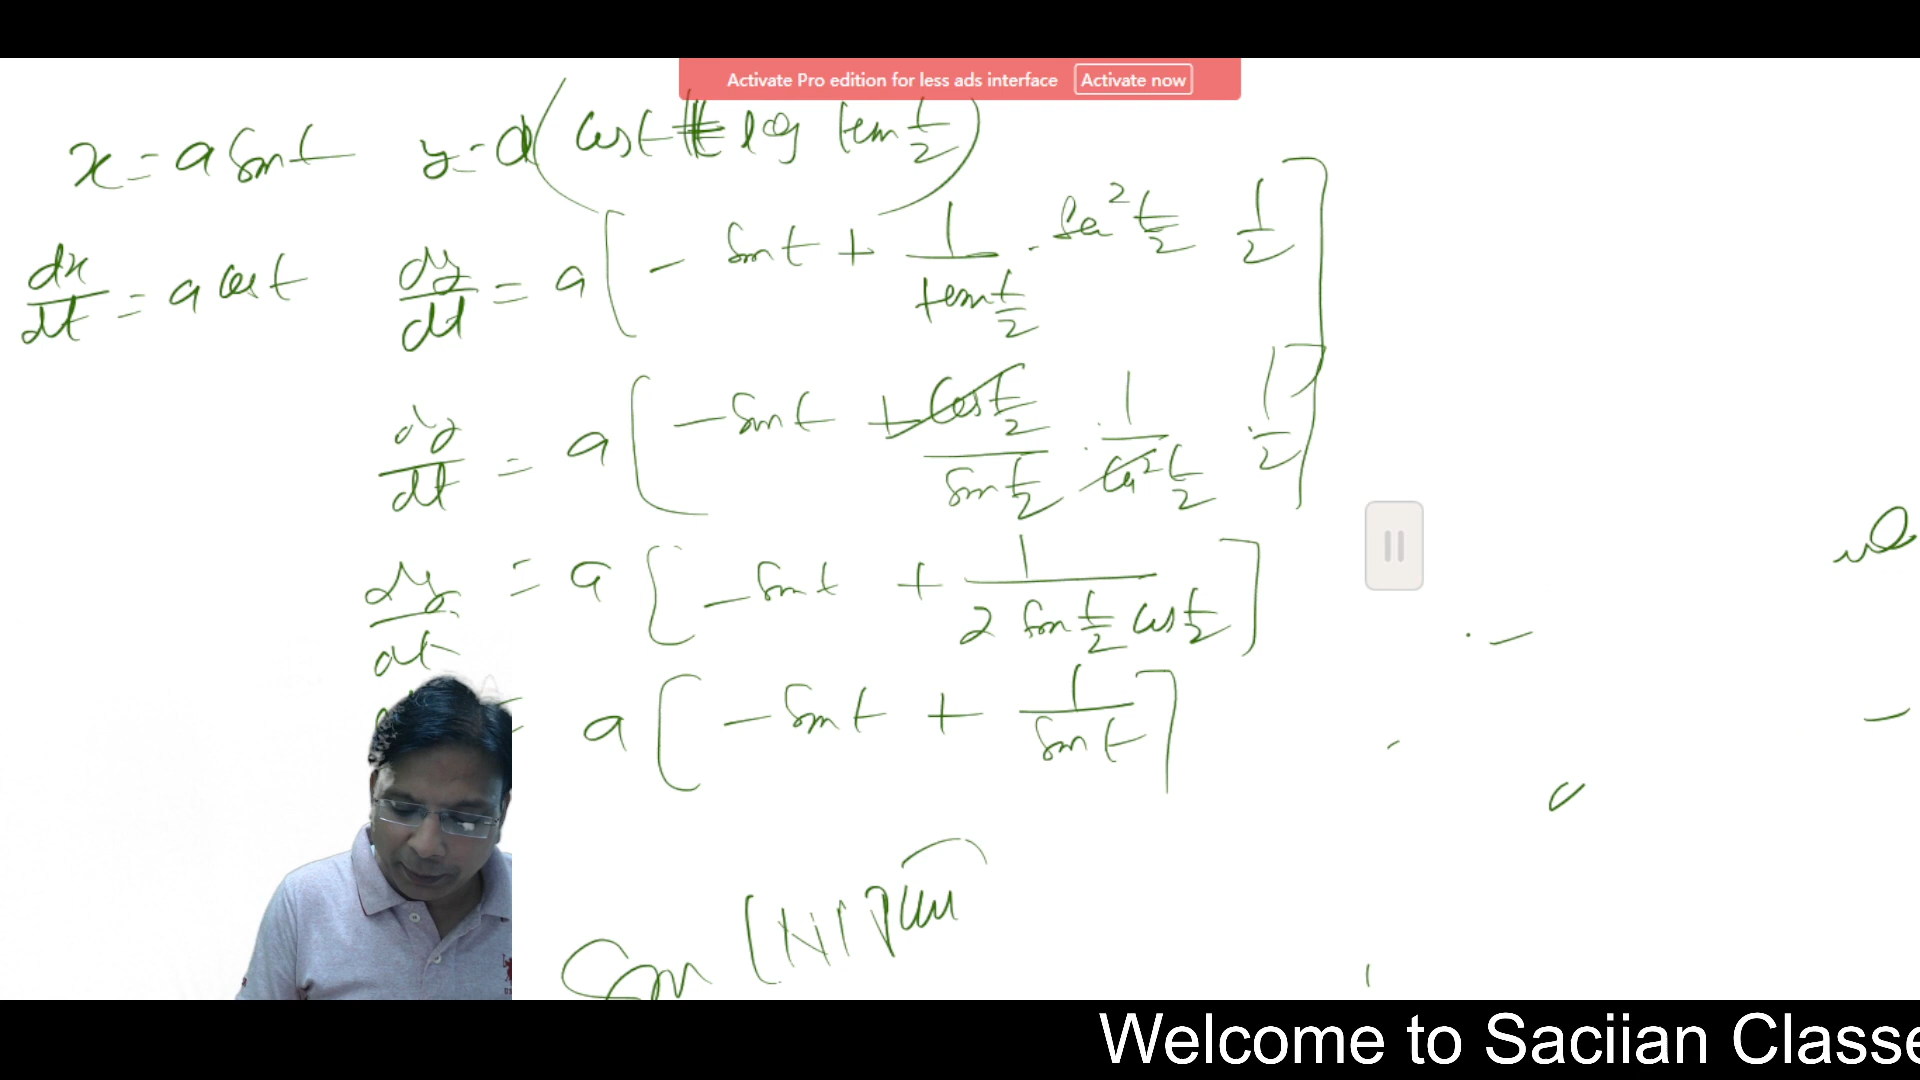 Activate Pro edition for less ads interface Activate now
x = a sin t y = a( cos t + log tan t/2 )
dx/dt = a cos t dy/dt = a [ - sin t + 1/(tan t/2) . sec² t/2 1/2 ]
dy/dt = a [ - sin t + (cos t/2)/(sin t/2) . 1/(cos² t/2) . 1/2 ]
dy/dt = a [ - sin t + 1/(2 sin t/2 cos t/2) ]
= a [ - sin t + 1/(sin t) ]
Welcome to Saciian Classe